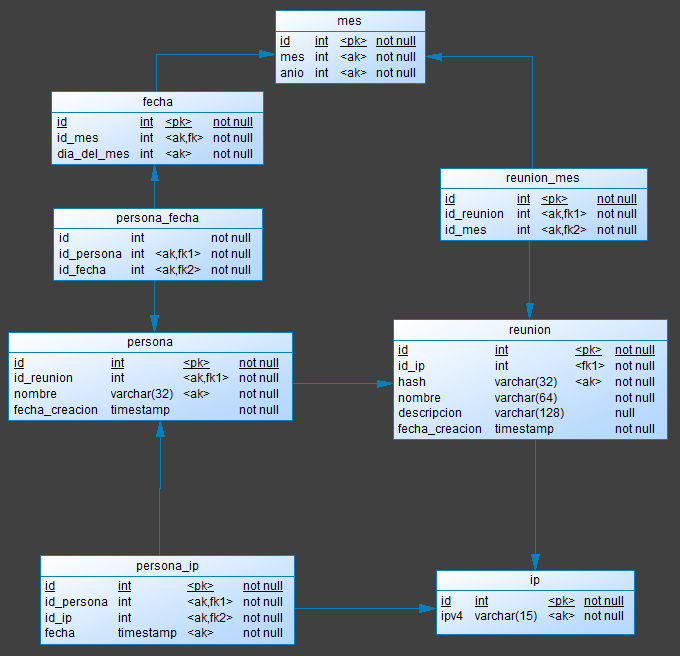 mes
id int <pk> not null
mes int <ak> not null
anio int <ak> not null
fecha
id int <pk> not null
id_mes int <ak,fk> not null
dia_del_mes int <ak> not null
reunion_mes
id int <pk> not null
id_reunion int <ak,fk1> not null
id_mes int <ak,fk2> not null
persona_fecha
id int not null
id_persona int <ak,fk1> not null
id_fecha int <ak,fk2> not null
persona
id int <pk> not null
id_reunion int <ak,fk1> not null
nombre varchar(32) <ak> not null
fecha_creacion timestamp not null
reunion
id int <pk> not null
id_ip int <fk1> not null
hash varchar(32) <ak> not null
nombre varchar(64) not null
descripcion varchar(128) null
fecha_creacion timestamp not null
persona_ip
id int <pk> not null
id_persona int <ak,fk1> not null
id_ip int <ak,fk2> not null
fecha timestamp <ak> not null
ip
id int <pk> not null
ipv4 varchar(15) <ak> not null